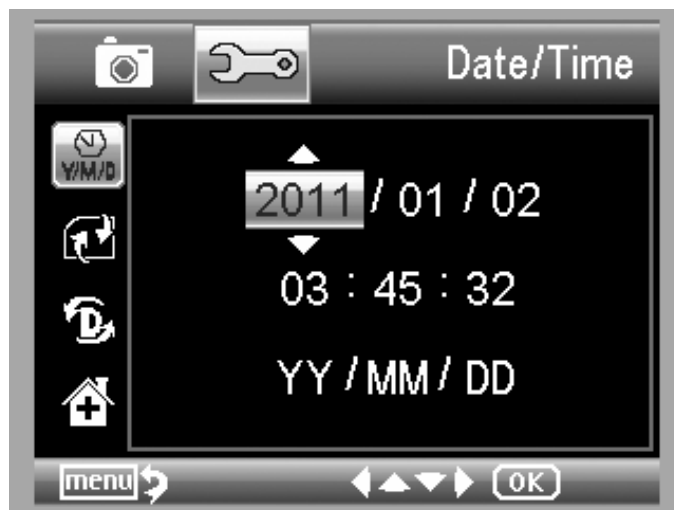 Date/Time
Y/M/D
2011 / 01 / 02
03 : 45 : 32
D
YY / MM / DD
menu
OK